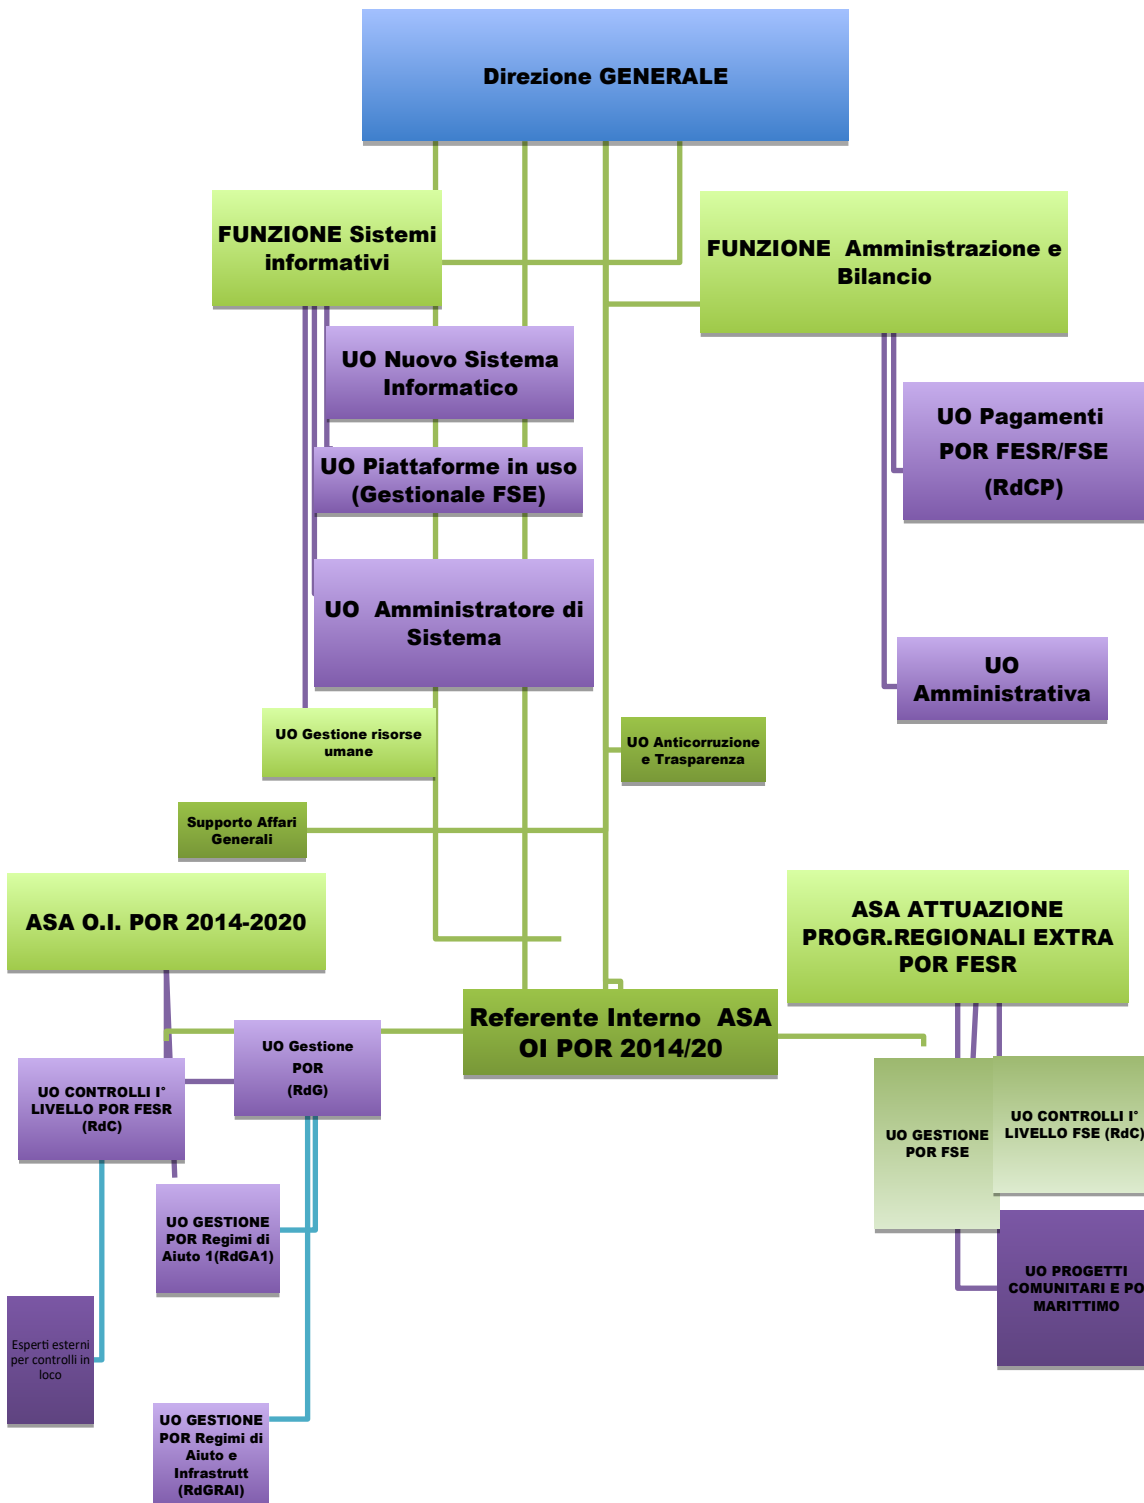 Direzione GENERALE
FUNZIONE Sistemi
informativi
FUNZIONE  Amministrazione e
Bilancio
UO Nuovo Sistema
Informatico
UO Pagamenti
POR FESR/FSE
(RdCP)
UO Piattaforme in uso
(Gestionale FSE)
UO  Amministratore di
Sistema
UO
Amministrativa
UO Gestione risorse
umane
UO Anticorruzione
e Trasparenza
Supporto Affari
Generali
ASA O.I. POR 2014-2020
ASA ATTUAZIONE
PROGR.REGIONALI EXTRA
POR FESR
Referente Interno  ASA
OI POR 2014/20
UO Gestione
POR
(RdG)
UO CONTROLLI I°
LIVELLO POR FESR
(RdC)
UO GESTIONE
POR FSE
UO CONTROLLI I°
LIVELLO FSE (RdC)
UO GESTIONE
POR Regimi di
Aiuto 1(RdGA1)
UO PROGETTI
COMUNITARI E PO
MARITTIMO
Esperti esterni
per controlli in
loco
UO GESTIONE
POR Regimi di
Aiuto e
Infrastrutt
(RdGRAI)